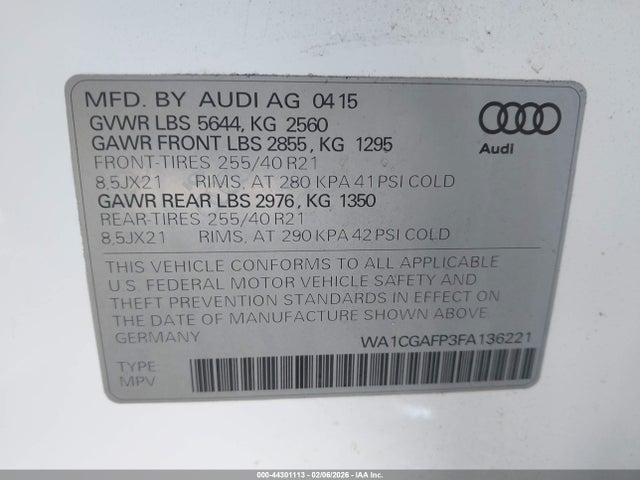 MFD. BY AUDI AG 04 15
GVWR LBS 5644, KG 2560
GAWR FRONT LBS 2855, KG 1295
FRONT-TIRES 255/40 R21
8,5JX21 RIMS, AT 280 KPA 41 PSI COLD
GAWR REAR LBS 2976, KG 1350
REAR-TIRES 255/40 R21
8,5JX21 RIMS, AT 290 KPA 42 PSI COLD
Audi
THIS VEHICLE CONFORMS TO ALL APPLICABLE
U.S. FEDERAL MOTOR VEHICLE SAFETY AND
THEFT PREVENTION STANDARDS IN EFFECT ON
THE DATE OF MANUFACTURE SHOWN ABOVE.
GERMANY WA1CGAFP3FA136221
TYPE
MPV
000-44301113 - 02/06/2026 - IAAI.COM